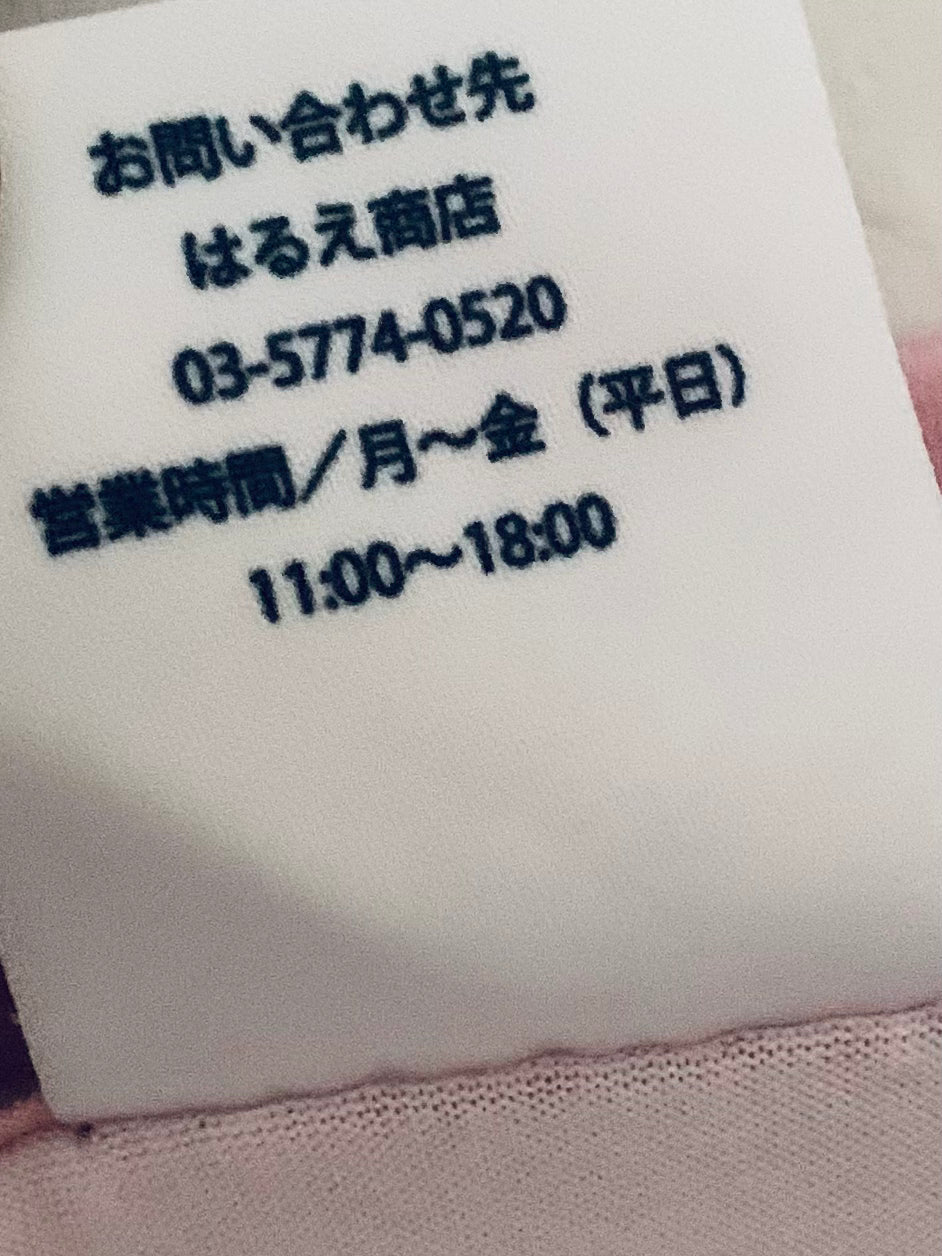 お問い合わせ先
はるえ商店
03-5774-0520
営業時間／月〜金（平日）
11:00〜18:00